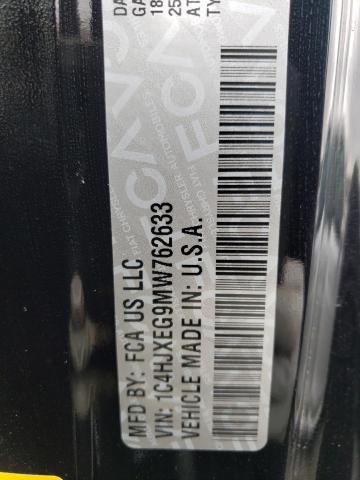 MFD BY: FCA US LLC
VIN: 1C4HJXEG9MW762633
VEHICLE MADE IN: U.S.A.